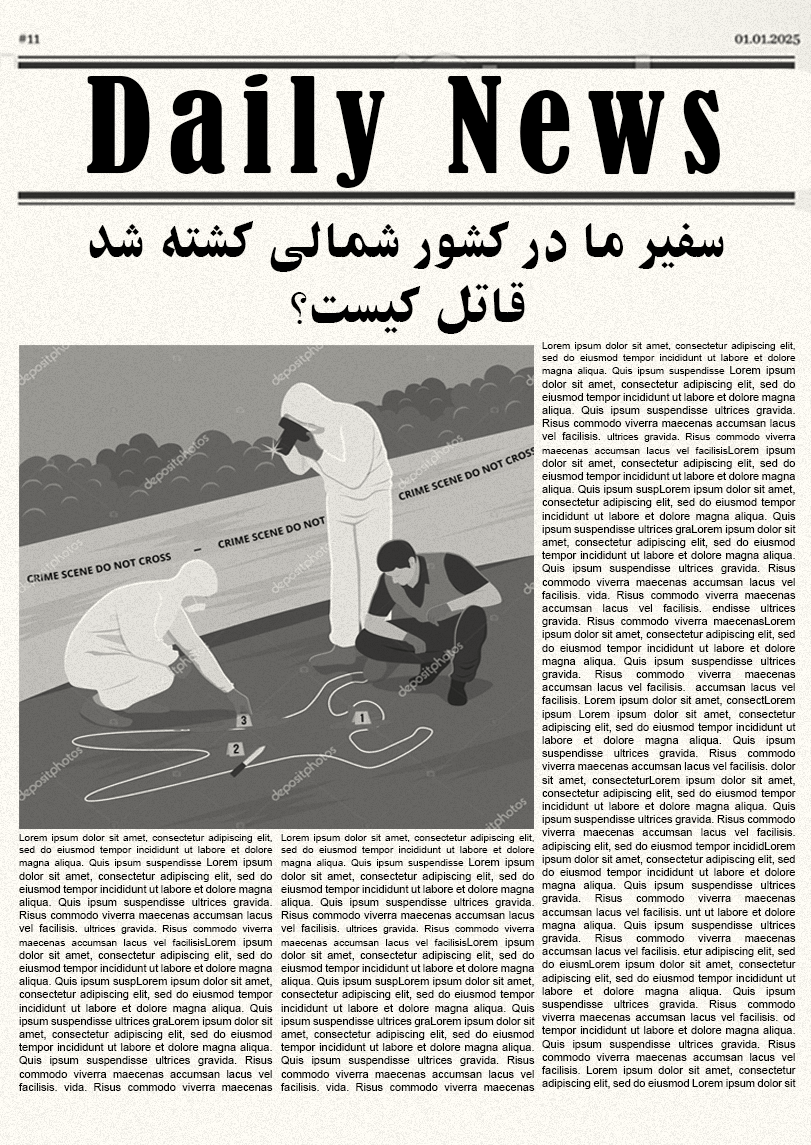 #11
01.01.2025
Daily News
سفیر ما در کشور شمالی کشته شد
قاتل کیست؟
CRIME SCENE DO NOT CROSS – CRIME SCENE DO NOT
CRIME SCENE DO NOT CROSS
3
1
2
Lorem ipsum dolor sit amet, consectetur adipiscing elit,
sed do eiusmod tempor incididunt ut labore et dolore
magna aliqua. Quis ipsum suspendisse Lorem ipsum
dolor sit amet, consectetur adipiscing elit, sed do
eiusmod tempor incididunt ut labore et dolore magna
aliqua. Quis ipsum suspendisse ultrices gravida.
Risus commodo viverra maecenas accumsan lacus
vel facilisis. ultrices gravida. Risus commodo viverra
maecenas accumsan lacus vel facilisisLorem ipsum
dolor sit amet, consectetur adipiscing elit, sed do
eiusmod tempor incididunt ut labore et dolore magna
aliqua. Quis ipsum suspLorem ipsum dolor sit amet,
consectetur adipiscing elit, sed do eiusmod tempor
incididunt ut labore et dolore magna aliqua. Quis
ipsum suspendisse ultrices graLorem ipsum dolor sit
amet, consectetur adipiscing elit, sed do eiusmod
tempor incididunt ut labore et dolore magna aliqua.
Quis ipsum suspendisse ultrices gravida. Risus
commodo viverra maecenas accumsan lacus vel
facilisis. vida. Risus commodo viverra maecenas
Lorem ipsum dolor sit amet, consectetur adipiscing elit,
sed do eiusmod tempor incididunt ut labore et dolore
magna aliqua. Quis ipsum suspendisse Lorem ipsum
dolor sit amet, consectetur adipiscing elit, sed do
eiusmod tempor incididunt ut labore et dolore magna
aliqua. Quis ipsum suspendisse ultrices gravida.
Risus commodo viverra maecenas accumsan lacus
vel facilisis. ultrices gravida. Risus commodo viverra
maecenas accumsan lacus vel facilisisLorem ipsum
dolor sit amet, consectetur adipiscing elit, sed do
eiusmod tempor incididunt ut labore et dolore magna
aliqua. Quis ipsum suspLorem ipsum dolor sit amet,
consectetur adipiscing elit, sed do eiusmod tempor
incididunt ut labore et dolore magna aliqua. Quis
ipsum suspendisse ultrices graLorem ipsum dolor sit
amet, consectetur adipiscing elit, sed do eiusmod
tempor incididunt ut labore et dolore magna aliqua.
Quis ipsum suspendisse ultrices gravida. Risus
commodo viverra maecenas accumsan lacus vel
facilisis. vida. Risus commodo viverra maecenas
Lorem ipsum dolor sit amet, consectetur adipiscing elit,
sed do eiusmod tempor incididunt ut labore et dolore
magna aliqua. Quis ipsum suspendisse Lorem ipsum
dolor sit amet, consectetur adipiscing elit, sed do
eiusmod tempor incididunt ut labore et dolore magna
aliqua. Quis ipsum suspendisse ultrices gravida.
Risus commodo viverra maecenas accumsan lacus
vel facilisis. ultrices gravida. Risus commodo viverra
maecenas accumsan lacus vel facilisisLorem ipsum
dolor sit amet, consectetur adipiscing elit, sed do
eiusmod tempor incididunt ut labore et dolore magna
aliqua. Quis ipsum suspLorem ipsum dolor sit amet,
consectetur adipiscing elit, sed do eiusmod tempor
incididunt ut labore et dolore magna aliqua. Quis
ipsum suspendisse ultrices graLorem ipsum dolor sit
amet, consectetur adipiscing elit, sed do eiusmod
tempor incididunt ut labore et dolore magna aliqua.
Quis ipsum suspendisse ultrices gravida. Risus
commodo viverra maecenas accumsan lacus vel
facilisis. vida. Risus commodo viverra maecenas
accumsan lacus vel facilisis. endisse ultrices
gravida. Risus commodo viverra maecenasLorem
ipsum dolor sit amet, consectetur adipiscing elit, sed
do eiusmod tempor incididunt ut labore et dolore
magna aliqua. Quis ipsum suspendisse ultrices
gravida. Risus commodo viverra maecenas
accumsan lacus vel facilisis. accumsan lacus vel
facilisis. Lorem ipsum dolor sit amet, consectLorem
ipsum Lorem ipsum dolor sit amet, consectetur
adipiscing elit, sed do eiusmod tempor incididunt ut
labore et dolore magna aliqua. Quis ipsum
suspendisse ultrices gravida. Risus commodo
viverra maecenas accumsan lacus vel facilisis. dolor
sit amet, consecteturLorem ipsum dolor sit amet,
consectetur adipiscing elit, sed do eiusmod tempor
incididunt ut labore et dolore magna aliqua. Quis
ipsum suspendisse ultrices gravida. Risus commodo
viverra maecenas accumsan lacus vel facilisis.
adipiscing elit, sed do eiusmod tempor incididLorem
ipsum dolor sit amet, consectetur adipiscing elit, sed
do eiusmod tempor incididunt ut labore et dolore
magna aliqua. Quis ipsum suspendisse ultrices
gravida. Risus commodo viverra maecenas
accumsan lacus vel facilisis. unt ut labore et dolore
magna aliqua. Quis ipsum suspendisse ultrices
gravida. Risus commodo viverra maecenas
accumsan lacus vel facilisis. etur adipiscing elit, sed
do eiusmLorem ipsum dolor sit amet, consectetur
adipiscing elit, sed do eiusmod tempor incididunt ut
labore et dolore magna aliqua. Quis ipsum
suspendisse ultrices gravida. Risus commodo
viverra maecenas accumsan lacus vel facilisis. od
tempor incididunt ut labore et dolore magna aliqua.
Quis ipsum suspendisse ultrices gravida. Risus
commodo viverra maecenas accumsan lacus vel
facilisis. Lorem ipsum dolor sit amet, consectetur
adipiscing elit, sed do eiusmod Lorem ipsum dolor sit